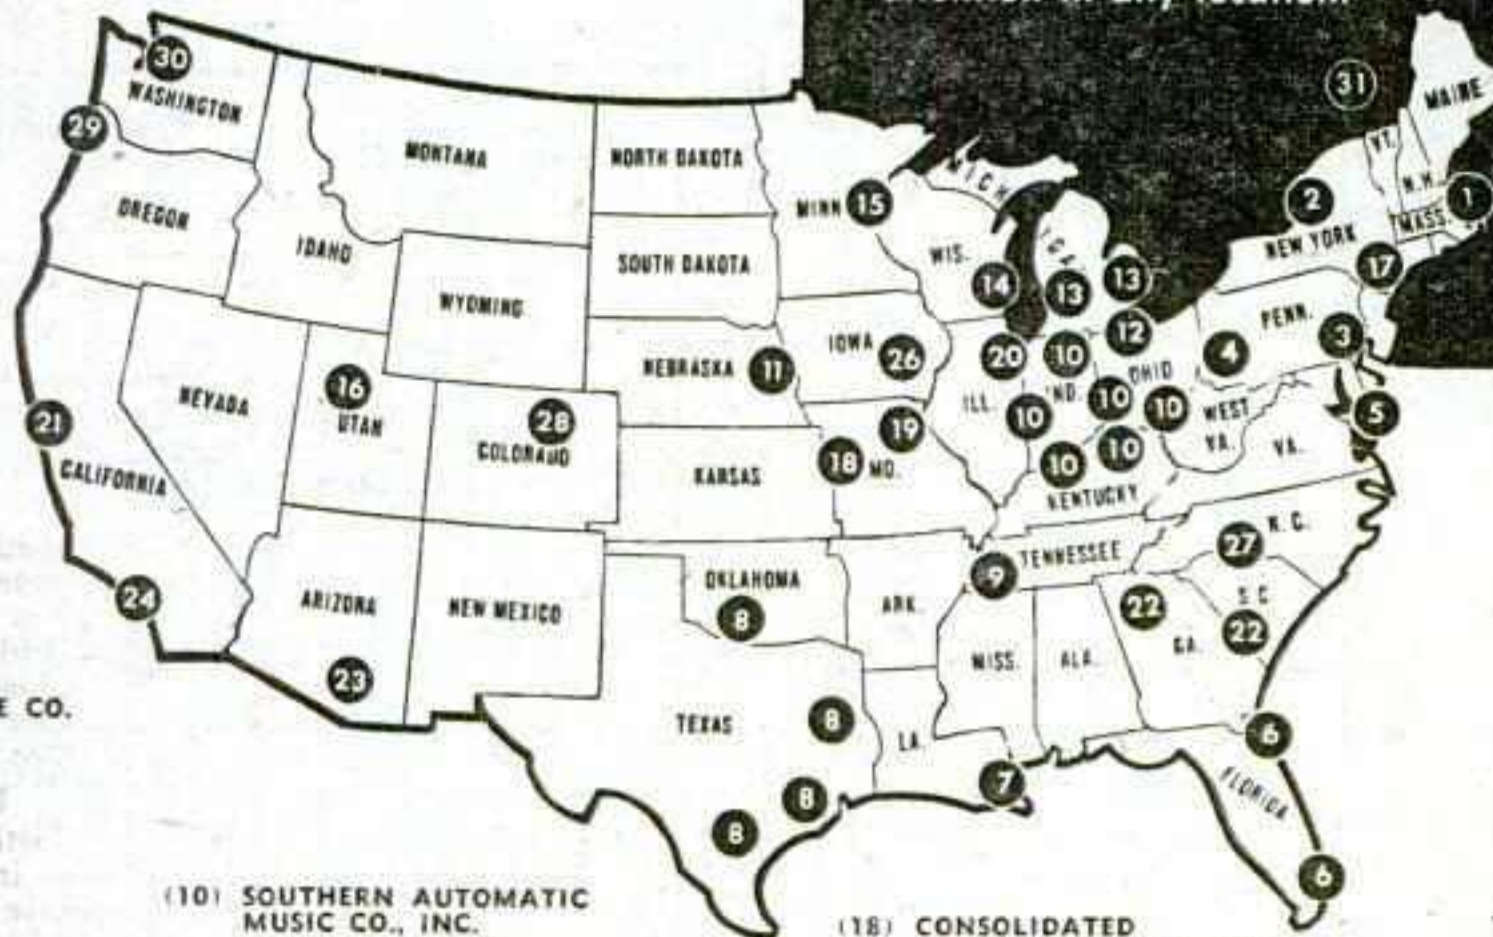 30
31
WASHINGTON
MAINE
29
MONTANA
NORTH DAKOTA
VT.
MICH
OREGON
MINN 15
2
N.H.
1
IDAHO
MASS.
IGA
NEW YORK
SOUTH DAKOTA
WIS.
17
14
13
13
WYOMING
PENN.
12
3
IOWA 26
20
10
4
NEBRASKA 11
OHIO
16
NEVADA
ILL.
IND.
10
10
WEST
VA.
5
21
UTAH
28
COLORADO
10
19
18
MO.
10
10
VA.
CALIFORNIA
KANSAS
KENTUCKY
27
N.C.
TENNESSEE
9
OKLAHOMA
24
ARIZONA
NEW MEXICO
ARK.
S.C.
22
8
22
GA.
MISS.
ALA.
23
E CO.
TEXAS
8
LA.
6
7
FLORIDA
8
8
6
(10) SOUTHERN AUTOMATIC
MUSIC CO., INC.
(18) CONSOLIDATED